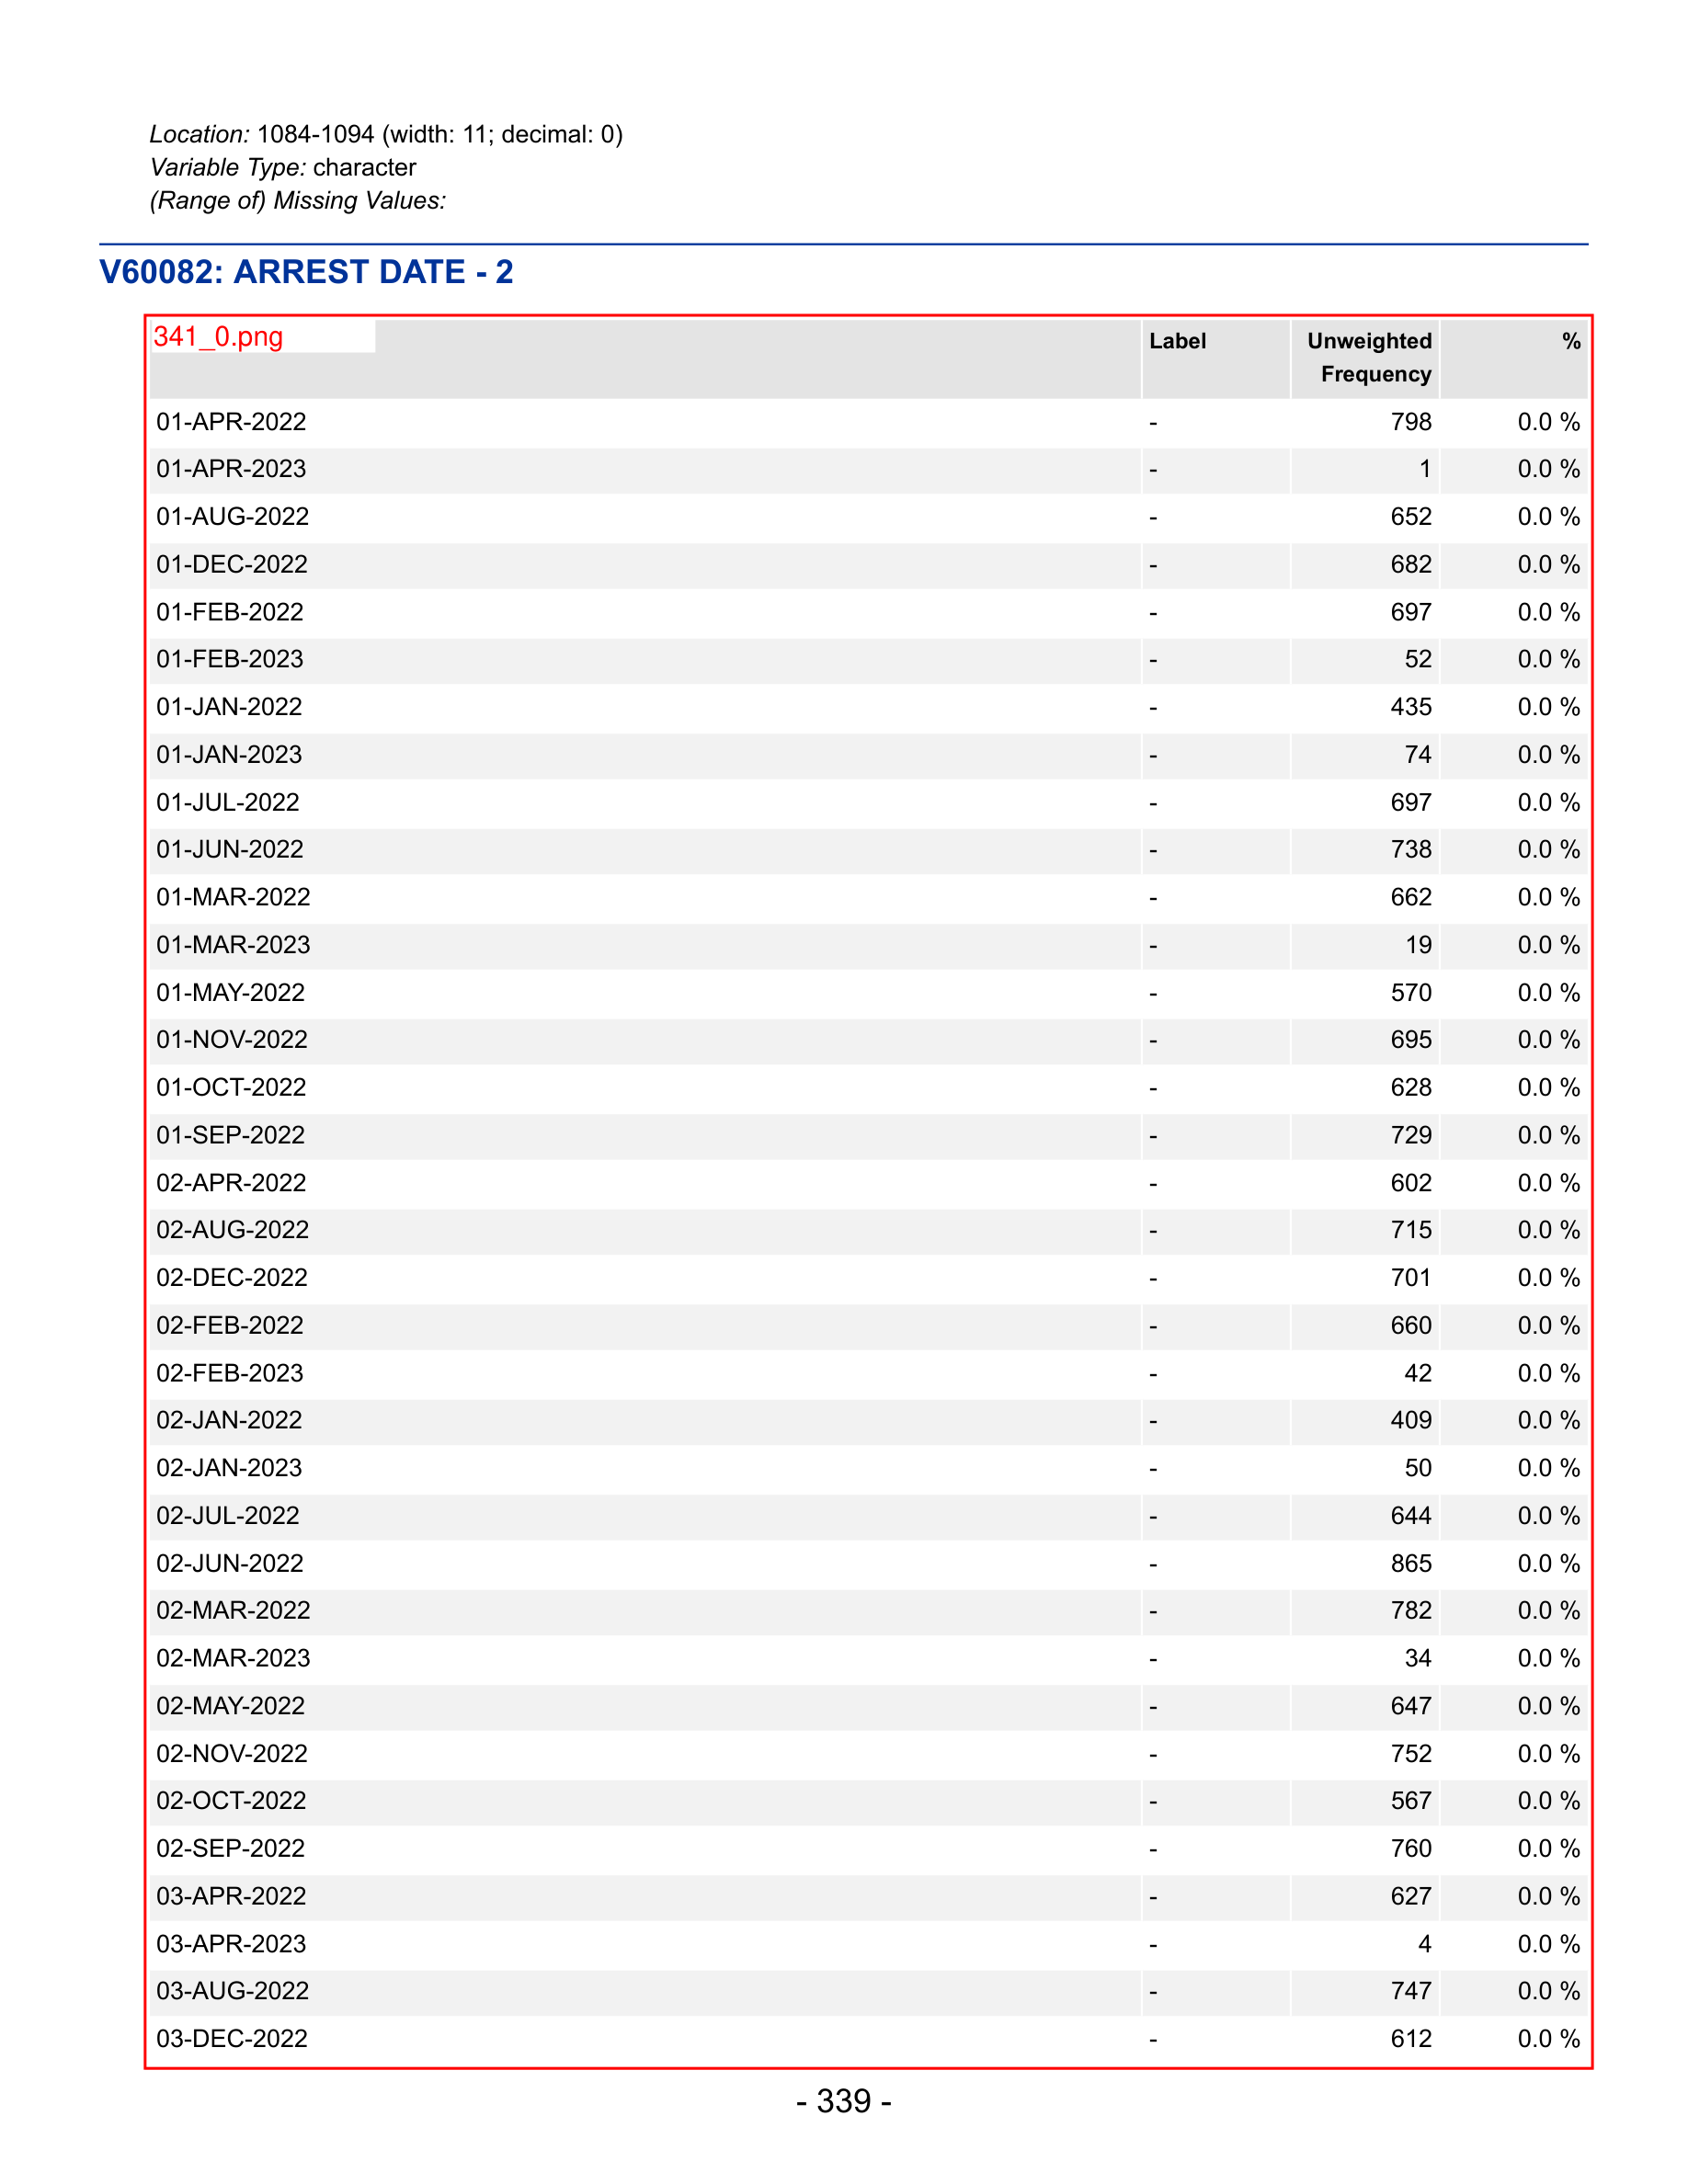 Location: 1084-1094 (width: 11; decimal: 0)
Variable Type: character
(Range of) Missing Values:
V60082: ARREST DATE - 2
341_0.png Label Unweighted Frequency %
01-APR-2022 - 798 0.0 %
01-APR-2023 - 1 0.0 %
01-AUG-2022 - 652 0.0 %
01-DEC-2022 - 682 0.0 %
01-FEB-2022 - 697 0.0 %
01-FEB-2023 - 52 0.0 %
01-JAN-2022 - 435 0.0 %
01-JAN-2023 - 74 0.0 %
01-JUL-2022 - 697 0.0 %
01-JUN-2022 - 738 0.0 %
01-MAR-2022 - 662 0.0 %
01-MAR-2023 - 19 0.0 %
01-MAY-2022 - 570 0.0 %
01-NOV-2022 - 695 0.0 %
01-OCT-2022 - 628 0.0 %
01-SEP-2022 - 729 0.0 %
02-APR-2022 - 602 0.0 %
02-AUG-2022 - 715 0.0 %
02-DEC-2022 - 701 0.0 %
02-FEB-2022 - 660 0.0 %
02-FEB-2023 - 42 0.0 %
02-JAN-2022 - 409 0.0 %
02-JAN-2023 - 50 0.0 %
02-JUL-2022 - 644 0.0 %
02-JUN-2022 - 865 0.0 %
02-MAR-2022 - 782 0.0 %
02-MAR-2023 - 34 0.0 %
02-MAY-2022 - 647 0.0 %
02-NOV-2022 - 752 0.0 %
02-OCT-2022 - 567 0.0 %
02-SEP-2022 - 760 0.0 %
03-APR-2022 - 627 0.0 %
03-APR-2023 - 4 0.0 %
03-AUG-2022 - 747 0.0 %
03-DEC-2022 - 612 0.0 %
- 339 -